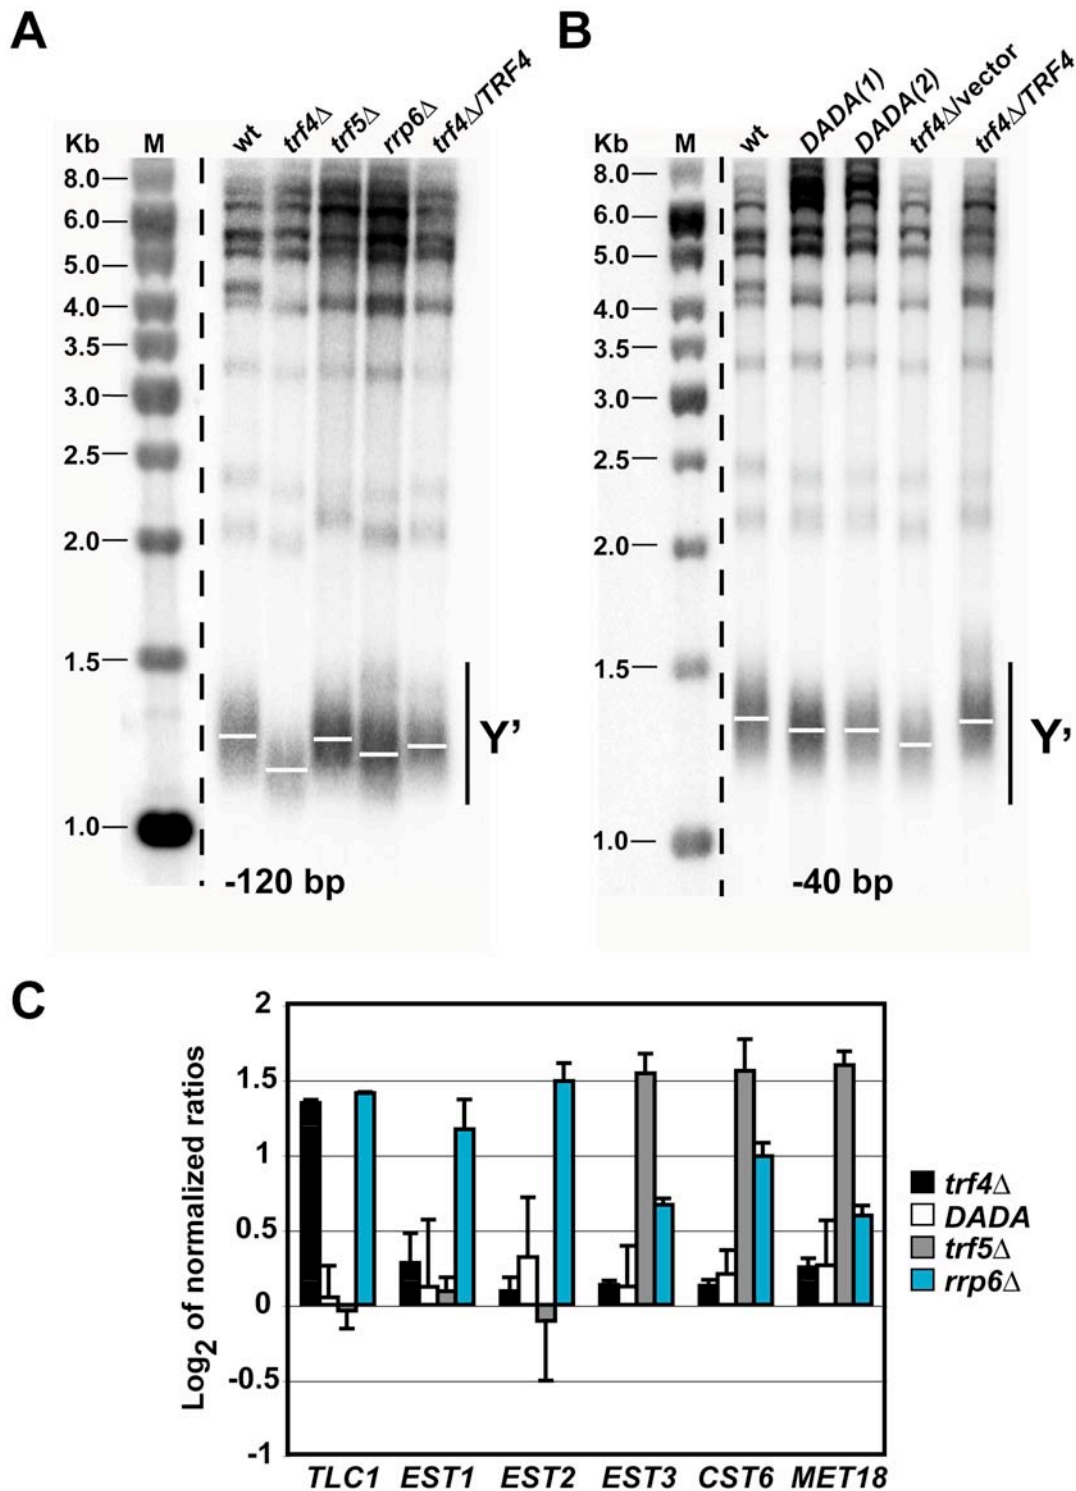 A
Kb M wt trf4Δ trf5Δ rrp6Δ trf4Δ/TRF4
8.0
6.0
5.0
4.0
3.5
3.0
2.5
2.0
1.5
1.0
Y’
-120 bp
B
Kb M wt DADA(1) DADA(2) trf4Δ/vector trf4Δ/TRF4
8.0
6.0
5.0
4.0
3.5
3.0
2.5
2.0
1.5
1.0
Y’
-40 bp
C
Log2 of normalized ratios
2
1.5
1
0.5
0
-0.5
-1
TLC1 EST1 EST2 EST3 CST6 MET18
trf4Δ
DADA
trf5Δ
rrp6Δ